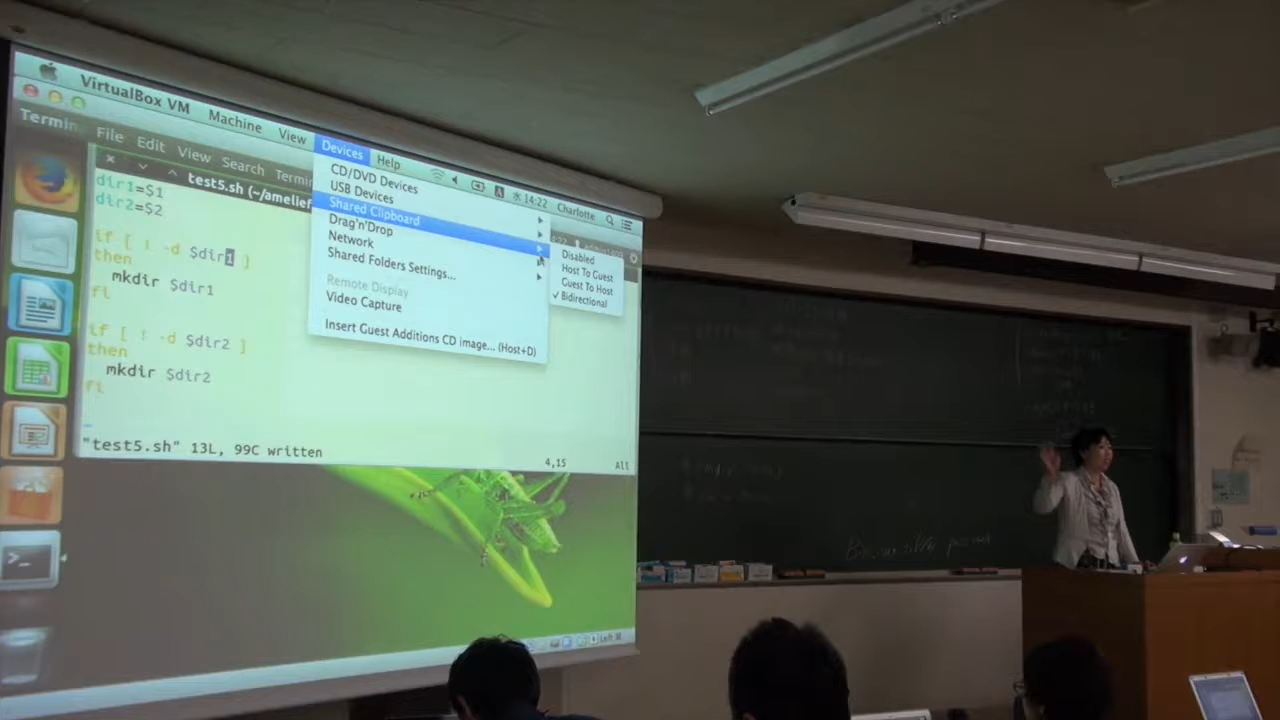 VirtualBox VM Machine View Devices Help 14:22 Charlotte
Termin File Edit View Search Termi
test5.sh (~/amelief
CD/DVD Devices
USB Devices
Shared Clipboard
Drag'n'Drop
Network
Shared Folders Settings...
Remote Display
Video Capture
Insert Guest Additions CD image... (Host+D)
Disabled
Host To Guest
Guest To Host
✓ Bidirectional
dir1=$1
dir2=$2
if [ ! -d $dir1 ]
then
mkdir $dir1
fi
if [ ! -d $dir2 ]
then
mkdir $dir2
fi
"test5.sh" 13L, 99C written 4,15 All
Left ⌘